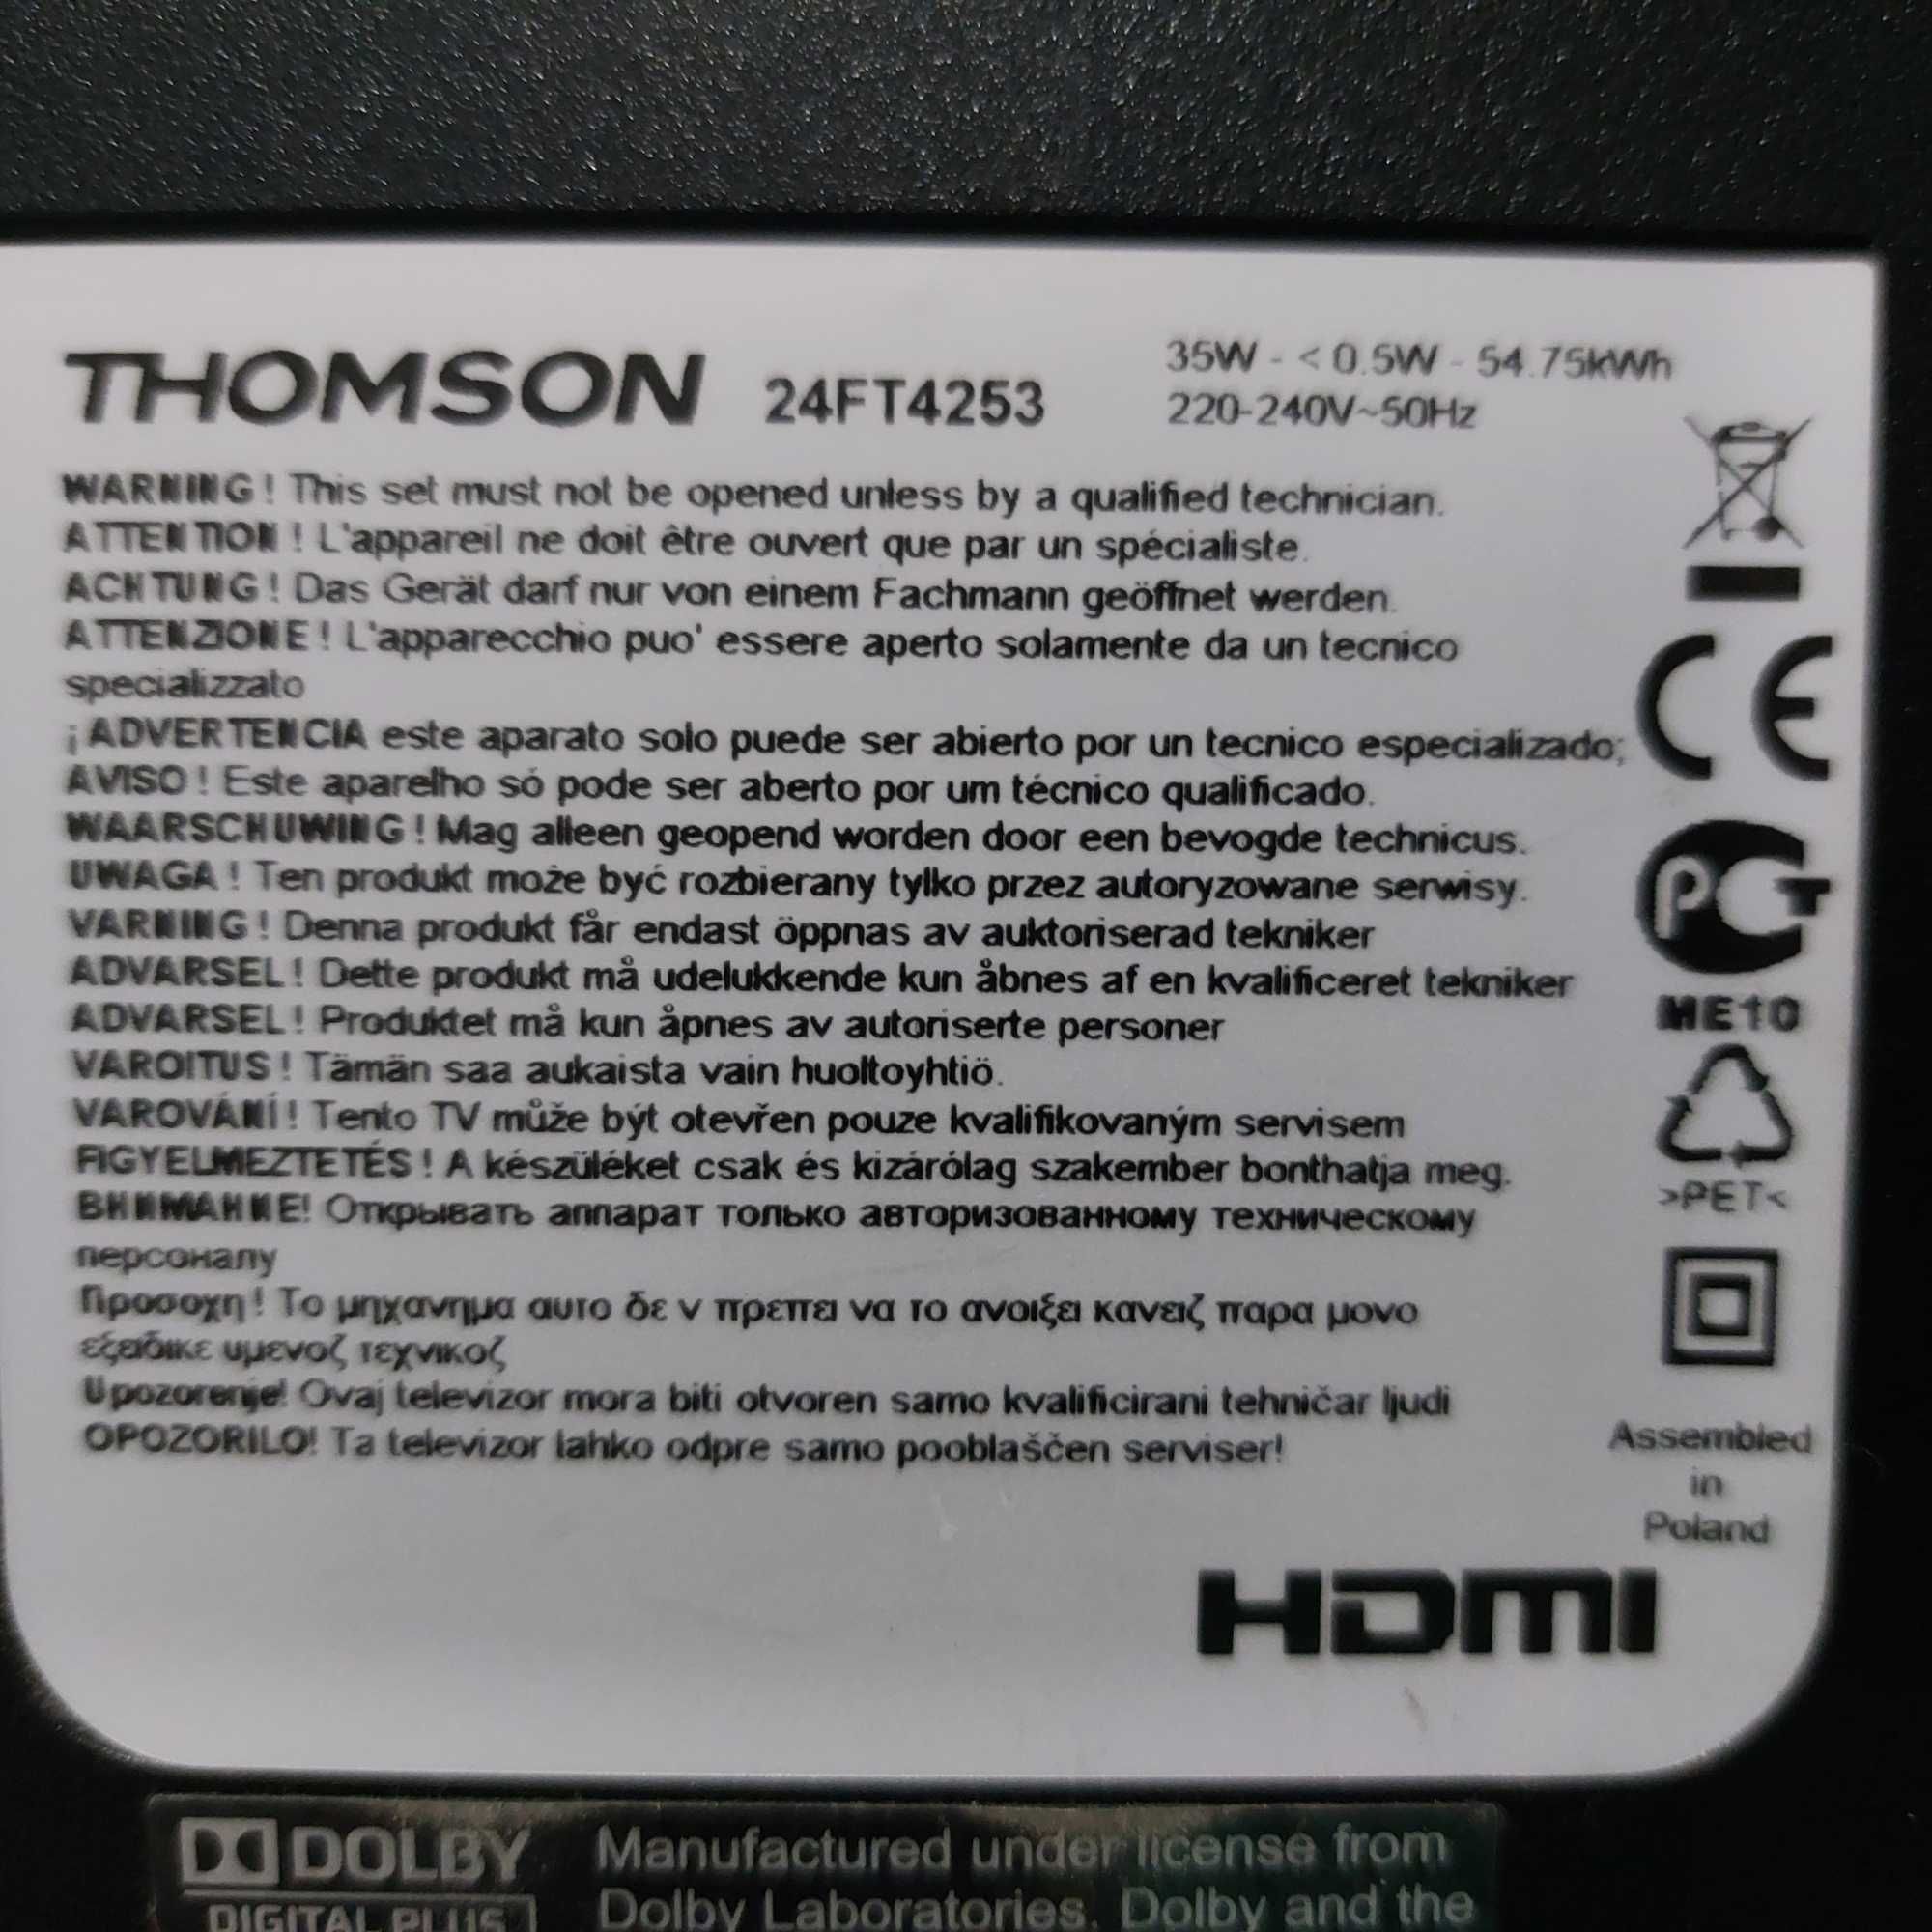 THOMSON 24FT4253
35W - < 0.5W - 54.75kWh
220-240V~50Hz
WARNING! This set must not be opened unless by a qualified technician.
ATTENTION! L'appareil ne doit être ouvert que par un spécialiste.
ACHTUNG! Das Gerät darf nur von einem Fachmann geöffnet werden.
ATTENZIONE! L'apparecchio puo' essere aperto solamente da un tecnico
specializzato
¡ADVERTENCIA este aparato solo puede ser abierto por un tecnico especializado;
AVISO! Este aparelho só pode ser aberto por um técnico qualificado.
WAARSCHUWING! Mag alleen geopend worden door een bevogde technicus.
UWAGA! Ten produkt może być rozbierany tylko przez autoryzowane serwisy.
VARNING! Denna produkt får endast öppnas av auktoriserad tekniker
ADVARSEL! Dette produkt må udelukkende kun åbnes af en kvalificeret tekniker
ADVARSEL! Produktet må kun åpnes av autoriserte personer
VAROITUS! Tämän saa aukaista vain huoltoyhtiö.
VAROVÁNÍ! Tento TV může být otevřen pouze kvalifikovaným servisem
FIGYELMEZTETÉS! A készüléket csak és kizárólag szakember bonthatja meg.
ВНИМАНИЕ! Открывать аппарат только авторизованному техническому
персоналу
Προσοχη! Το μηχανημα αυτο δε ν πρεπει να το ανοιξει κανειζ παρα μονο
εξειδικε υμενοζ τεχνικοζ
Upozorenje! Ovaj televizor mora biti otvoren samo kvalificirani tehničar ljudi
OPOZORILO! Ta televizor lahko odpre samo pooblaščen serviser!
CE
PCT
ME10
>PET<
Assembled
in
Poland
HDMI
DOLBY
DIGITAL PLUS
Manufactured under license from
Dolby Laboratories. Dolby and the